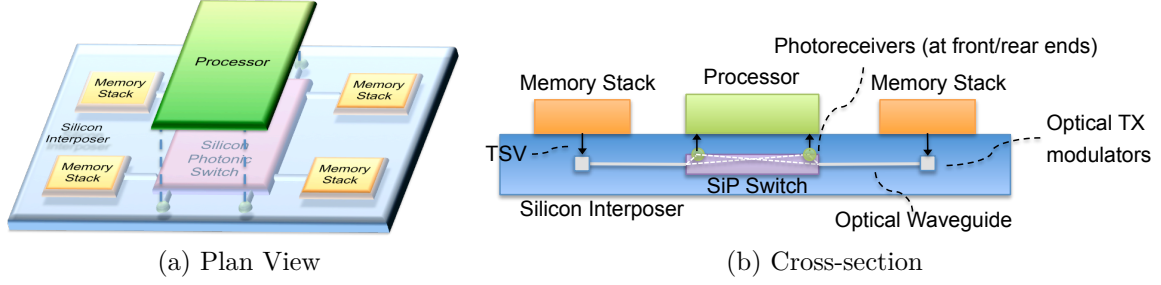 Processor
Memory
Stack
Memory
Stack
Silicon
Interposer
Silicon
Photonic
Switch
Memory
Stack
Memory
Stack
(a) Plan View
Photoreceivers (at front/rear ends)
Memory Stack
Processor
Memory Stack
TSV
Optical TX
modulators
SiP Switch
Silicon Interposer
Optical Waveguide
(b) Cross-section